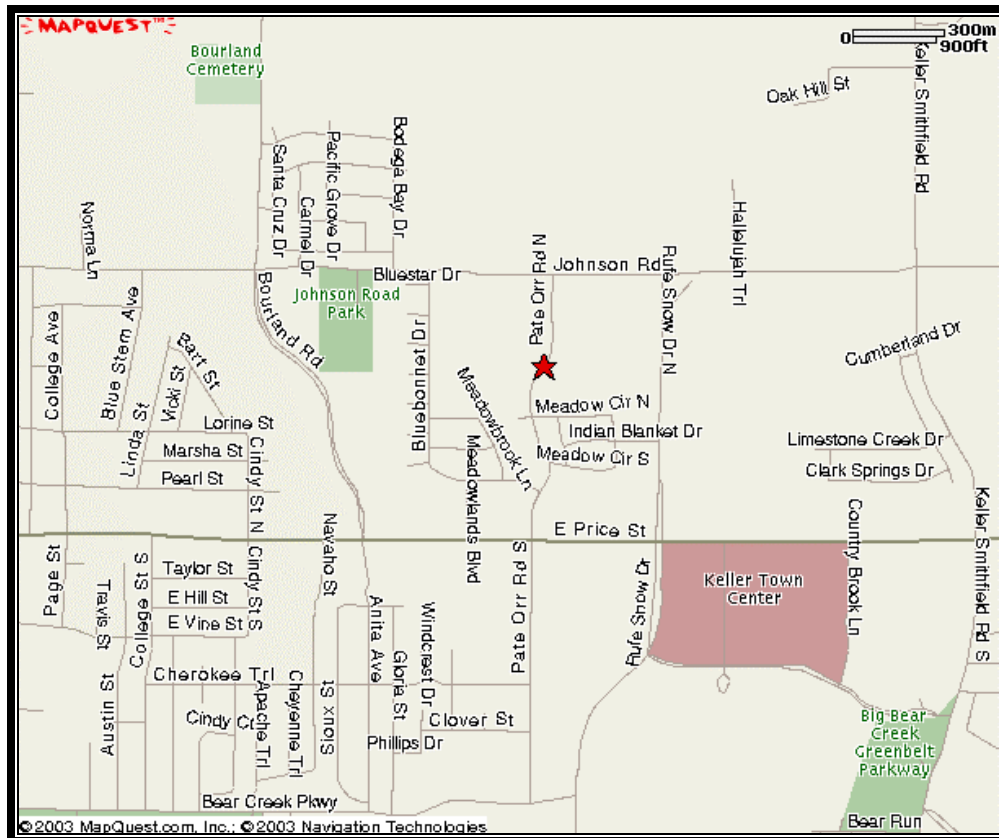 MAPQUEST™
Bourland
Cemetery
0 300m
900ft
Keller Smithfield Rd
Oak Hill St
Bodega Bay Dr
Pacific Grove Dr
Santa Cruz Dr
Carmel Dr
Norma Ln
Hallelujah Trl
Pate Orr Rd N
Johnson Rd
Rufe Snow Dr N
Bluestar Dr
Johnson Road
Park
Bourland Rd
College Ave
Blue Stem Ave
Bart St
Vicki St
Linda St
Bluebonnet Dr
Meadowbrook Ln
Cumberland Dr
Meadow Cir N
Lorine St
Indian Blanket Dr
Marsha St
Meadow Cir S
Limestone Creek Dr
Pearl St
Clark Springs Dr
Cindy St N
Meadowlands Blvd
Navaho St
E Price St
Country Brook Ln
Keller Smithfield Rd S
Page St
Travis St
College St S
Taylor St
E Hill St
E Vine St
Cindy St S
Keller Town
Center
Rufe Snow Dr
Pate Orr Rd S
Anita Ave
Windcrest Dr
Gloria St
Cherokee Trl
Austin St
Apache Trl
Cheyenne Trl
Sioux St
Cindy Ct
Clover St
Phillips Dr
Big Bear
Creek
Greenbelt
Parkway
Bear Creek Pkwy
Bear Run
©2003 MapQuest.com, Inc.; ©2003 Navigation Technologies